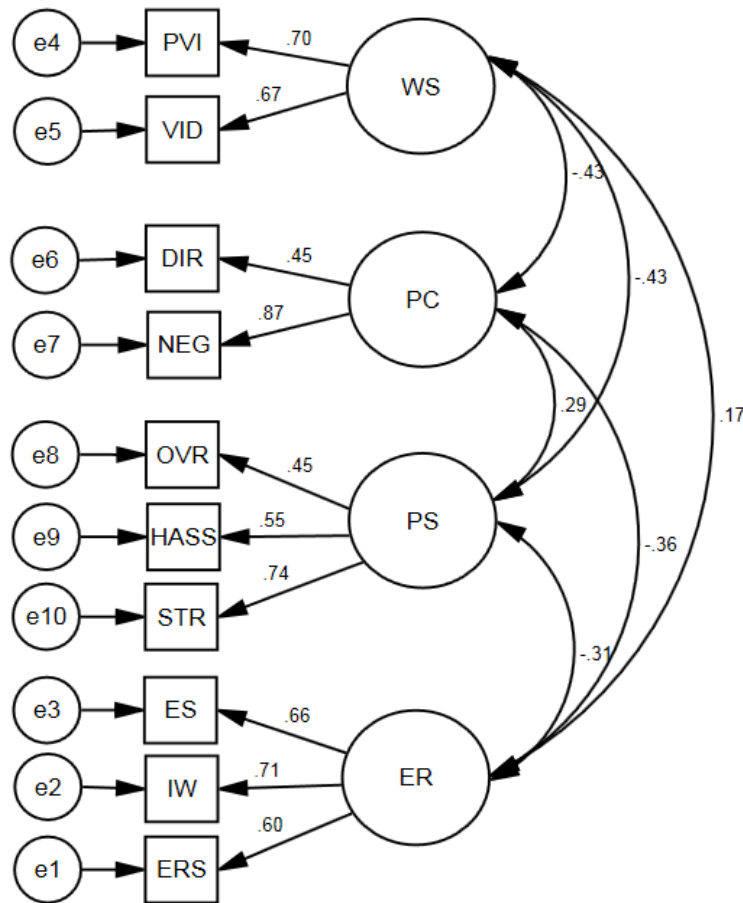 e4 PVI .70 WS
e5 VID .67
-.43
e6 DIR .45 PC -.43
e7 NEG .87
.29 .17
e8 OVR .45 PS
e9 HASS .55 -.36
e10 STR .74
-.31
e3 ES .66
e2 IW .71 ER
e1 ERS .60